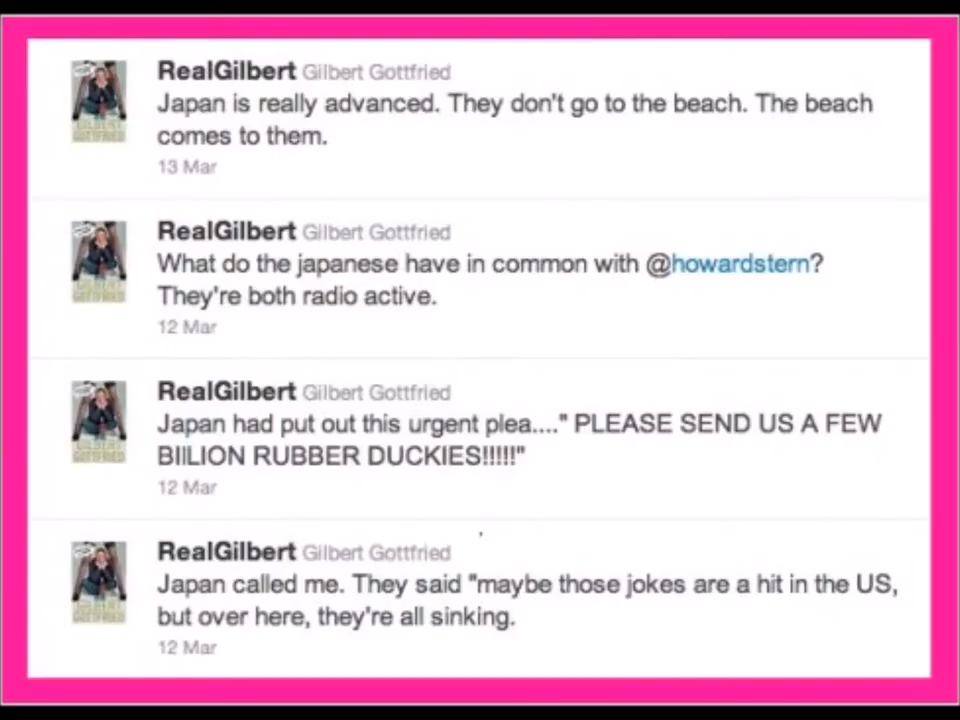 RealGilbert Gilbert Gottfried
Japan is really advanced. They don't go to the beach. The beach
comes to them.
13 Mar
RealGilbert Gilbert Gottfried
What do the japanese have in common with @howardstern?
They're both radio active.
12 Mar
RealGilbert Gilbert Gottfried
Japan had put out this urgent plea...." PLEASE SEND US A FEW
BIILION RUBBER DUCKIES!!!!!"
12 Mar
RealGilbert Gilbert Gottfried
Japan called me. They said "maybe those jokes are a hit in the US,
but over here, they're all sinking.
12 Mar